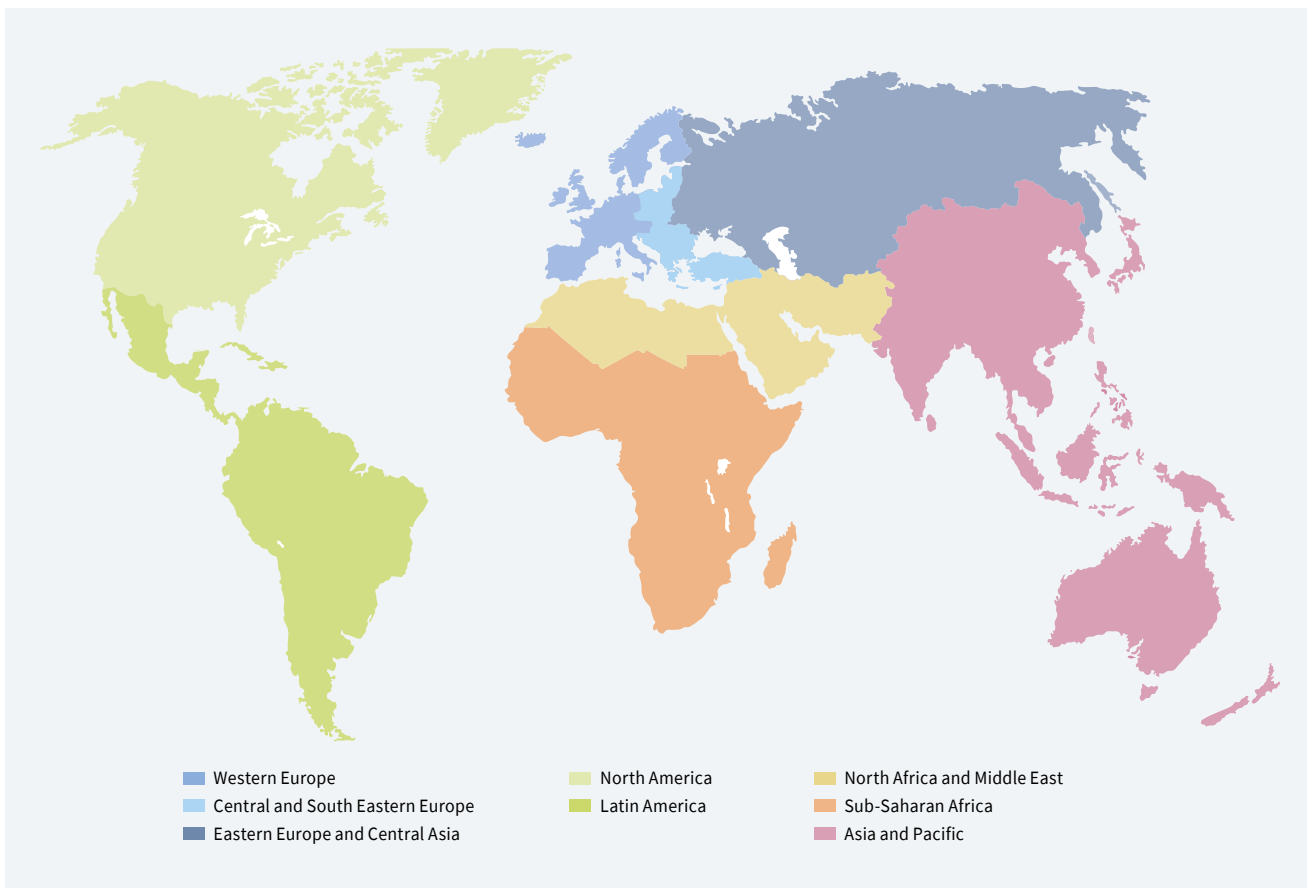 Western Europe
Central and South Eastern Europe
Eastern Europe and Central Asia
North America
Latin America
North Africa and Middle East
Sub-Saharan Africa
Asia and Pacific